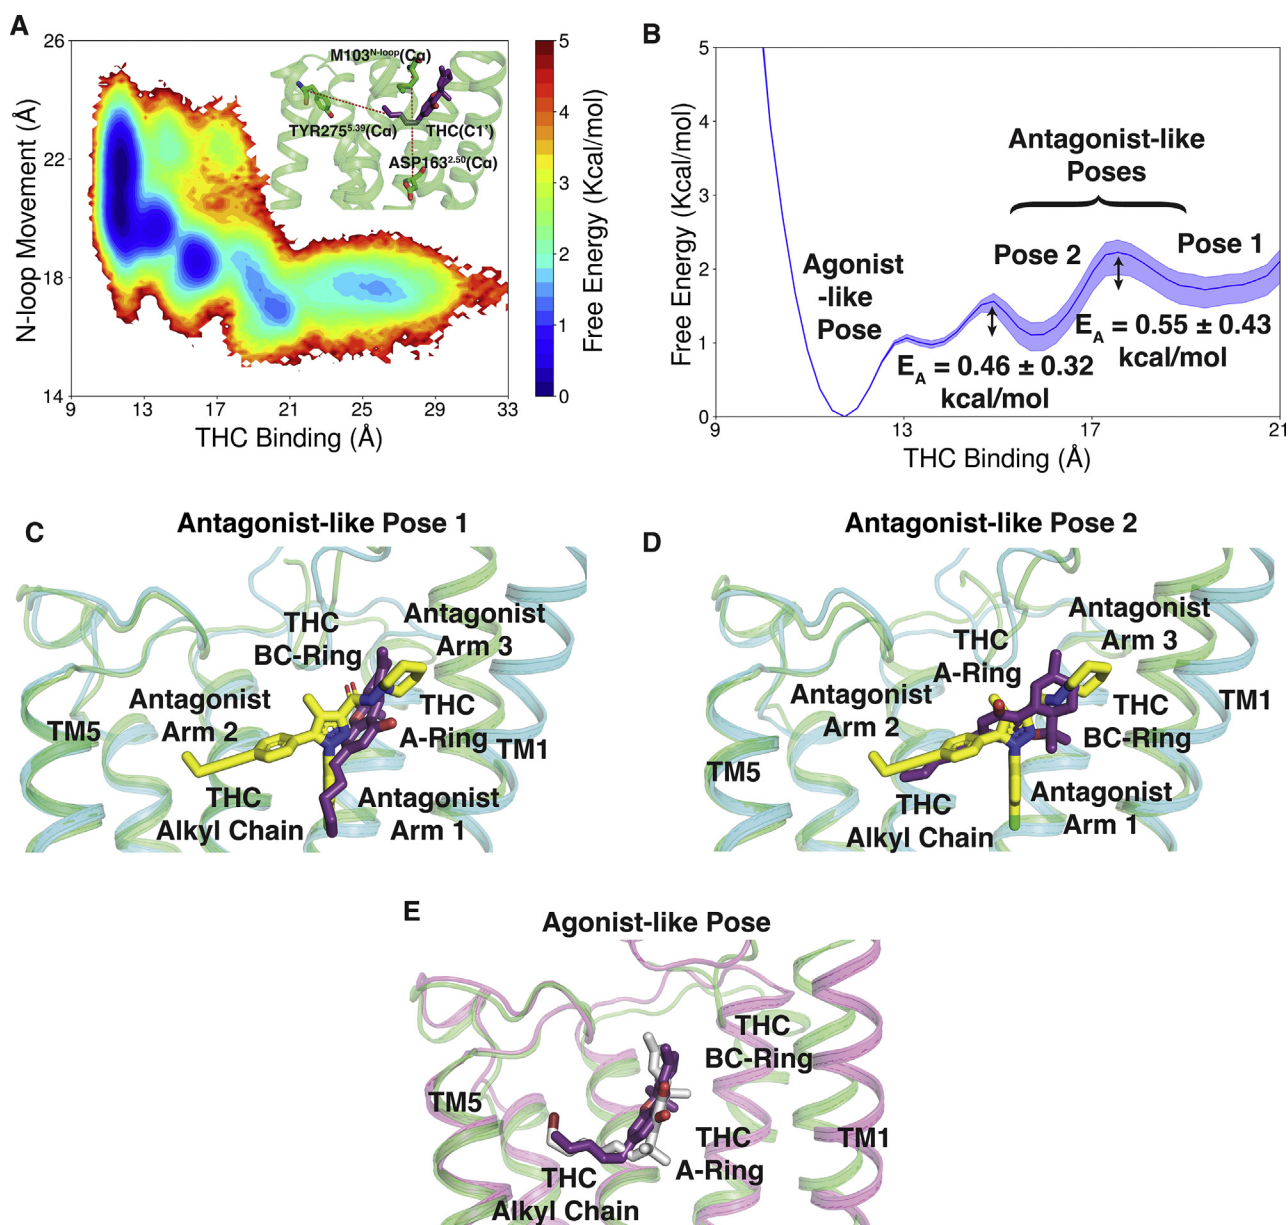 A
26
22
18
14
N-loop Movement (Å)
9
13
17
21
25
29
33
THC Binding (Å)
M103N-loop(Cα)
TYR2755.39(Cα)
THC(C1')
ASP1632.50(Cα)
5
4
3
2
1
0
Free Energy (Kcal/mol)
B
5
4
3
2
1
0
Free Energy (Kcal/mol)
9
13
17
21
THC Binding (Å)
Antagonist-like
Poses
Pose 2
Pose 1
Agonist
-like
Pose
EA = 0.46 ± 0.32
kcal/mol
EA = 0.55 ± 0.43
kcal/mol
C
Antagonist-like Pose 1
THC
BC-Ring
Antagonist
Arm 3
Antagonist
Arm 2
TM5
THC
A-Ring
TM1
THC
Alkyl Chain
Antagonist
Arm 1
D
Antagonist-like Pose 2
THC
A-Ring
Antagonist
Arm 3
Antagonist
Arm 2
TM1
THC
BC-Ring
TM5
THC
Alkyl Chain
Antagonist
Arm 1
E
Agonist-like Pose
THC
BC-Ring
TM5
THC
A-Ring
TM1
THC
Alkyl Chain